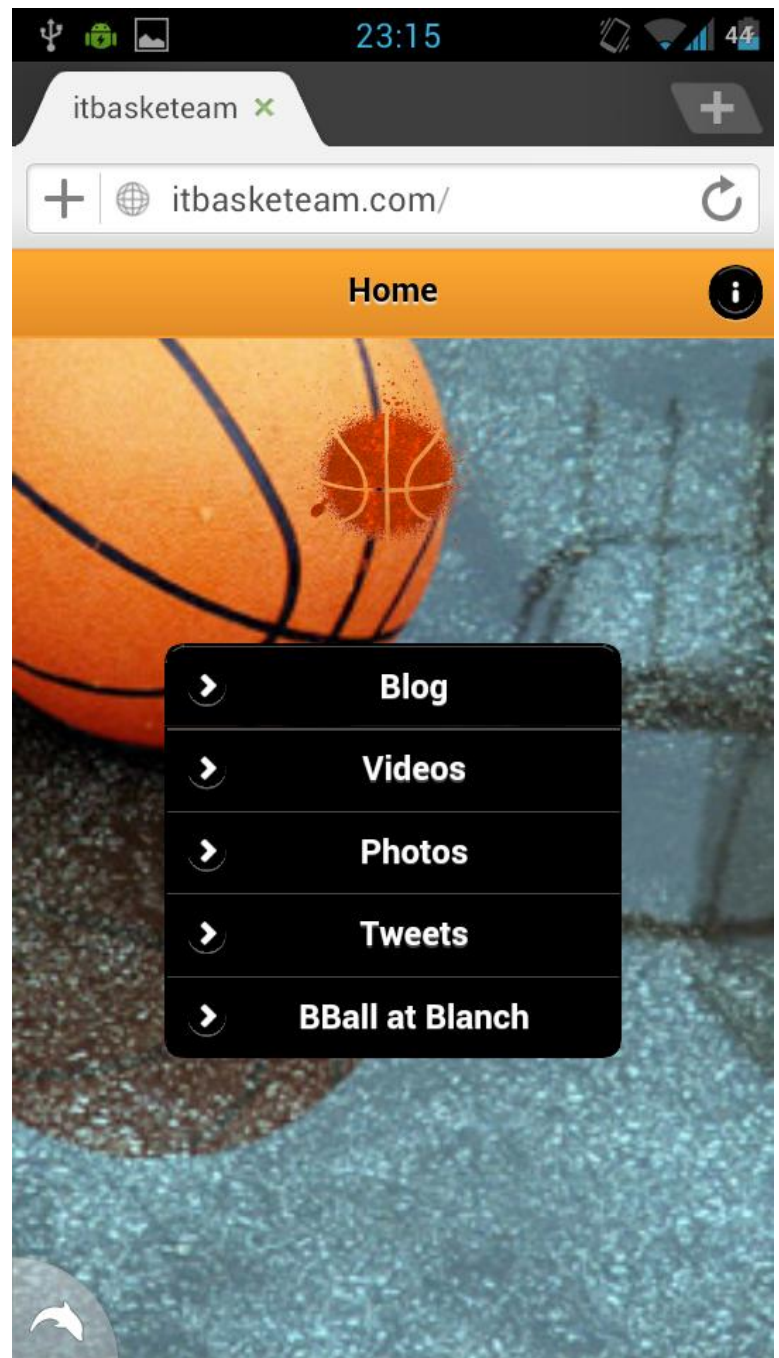 23:15
44
itbasketeam
itbasketeam.com/
Home
Blog
Videos
Photos
Tweets
BBall at Blanch